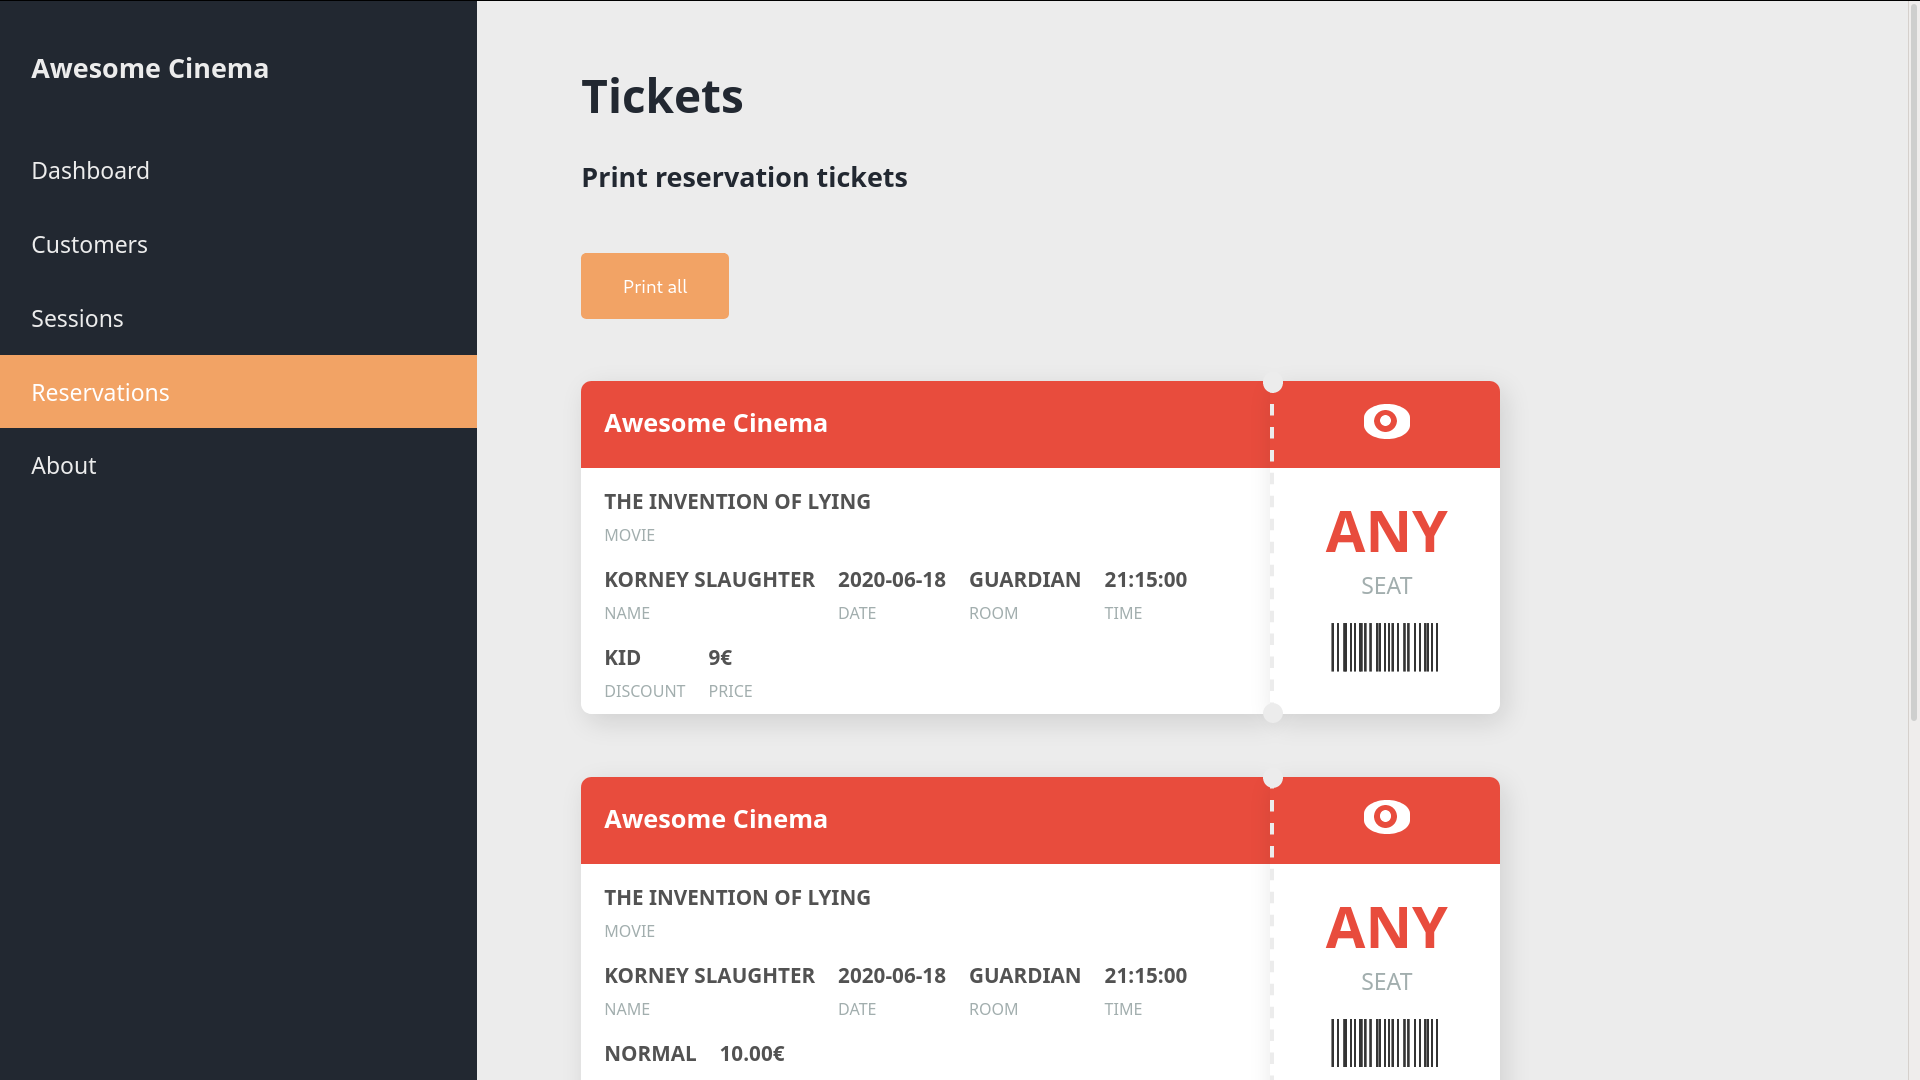 Awesome Cinema
Dashboard
Customers
Sessions
Reservations
About
Tickets
Print reservation tickets
Print all
Awesome Cinema
THE INVENTION OF LYING
MOVIE
KORNEY SLAUGHTER 2020-06-18 GUARDIAN 21:15:00
NAME DATE ROOM TIME
KID 9€
DISCOUNT PRICE
ANY
SEAT
Awesome Cinema
THE INVENTION OF LYING
MOVIE
KORNEY SLAUGHTER 2020-06-18 GUARDIAN 21:15:00
NAME DATE ROOM TIME
NORMAL 10.00€
ANY
SEAT